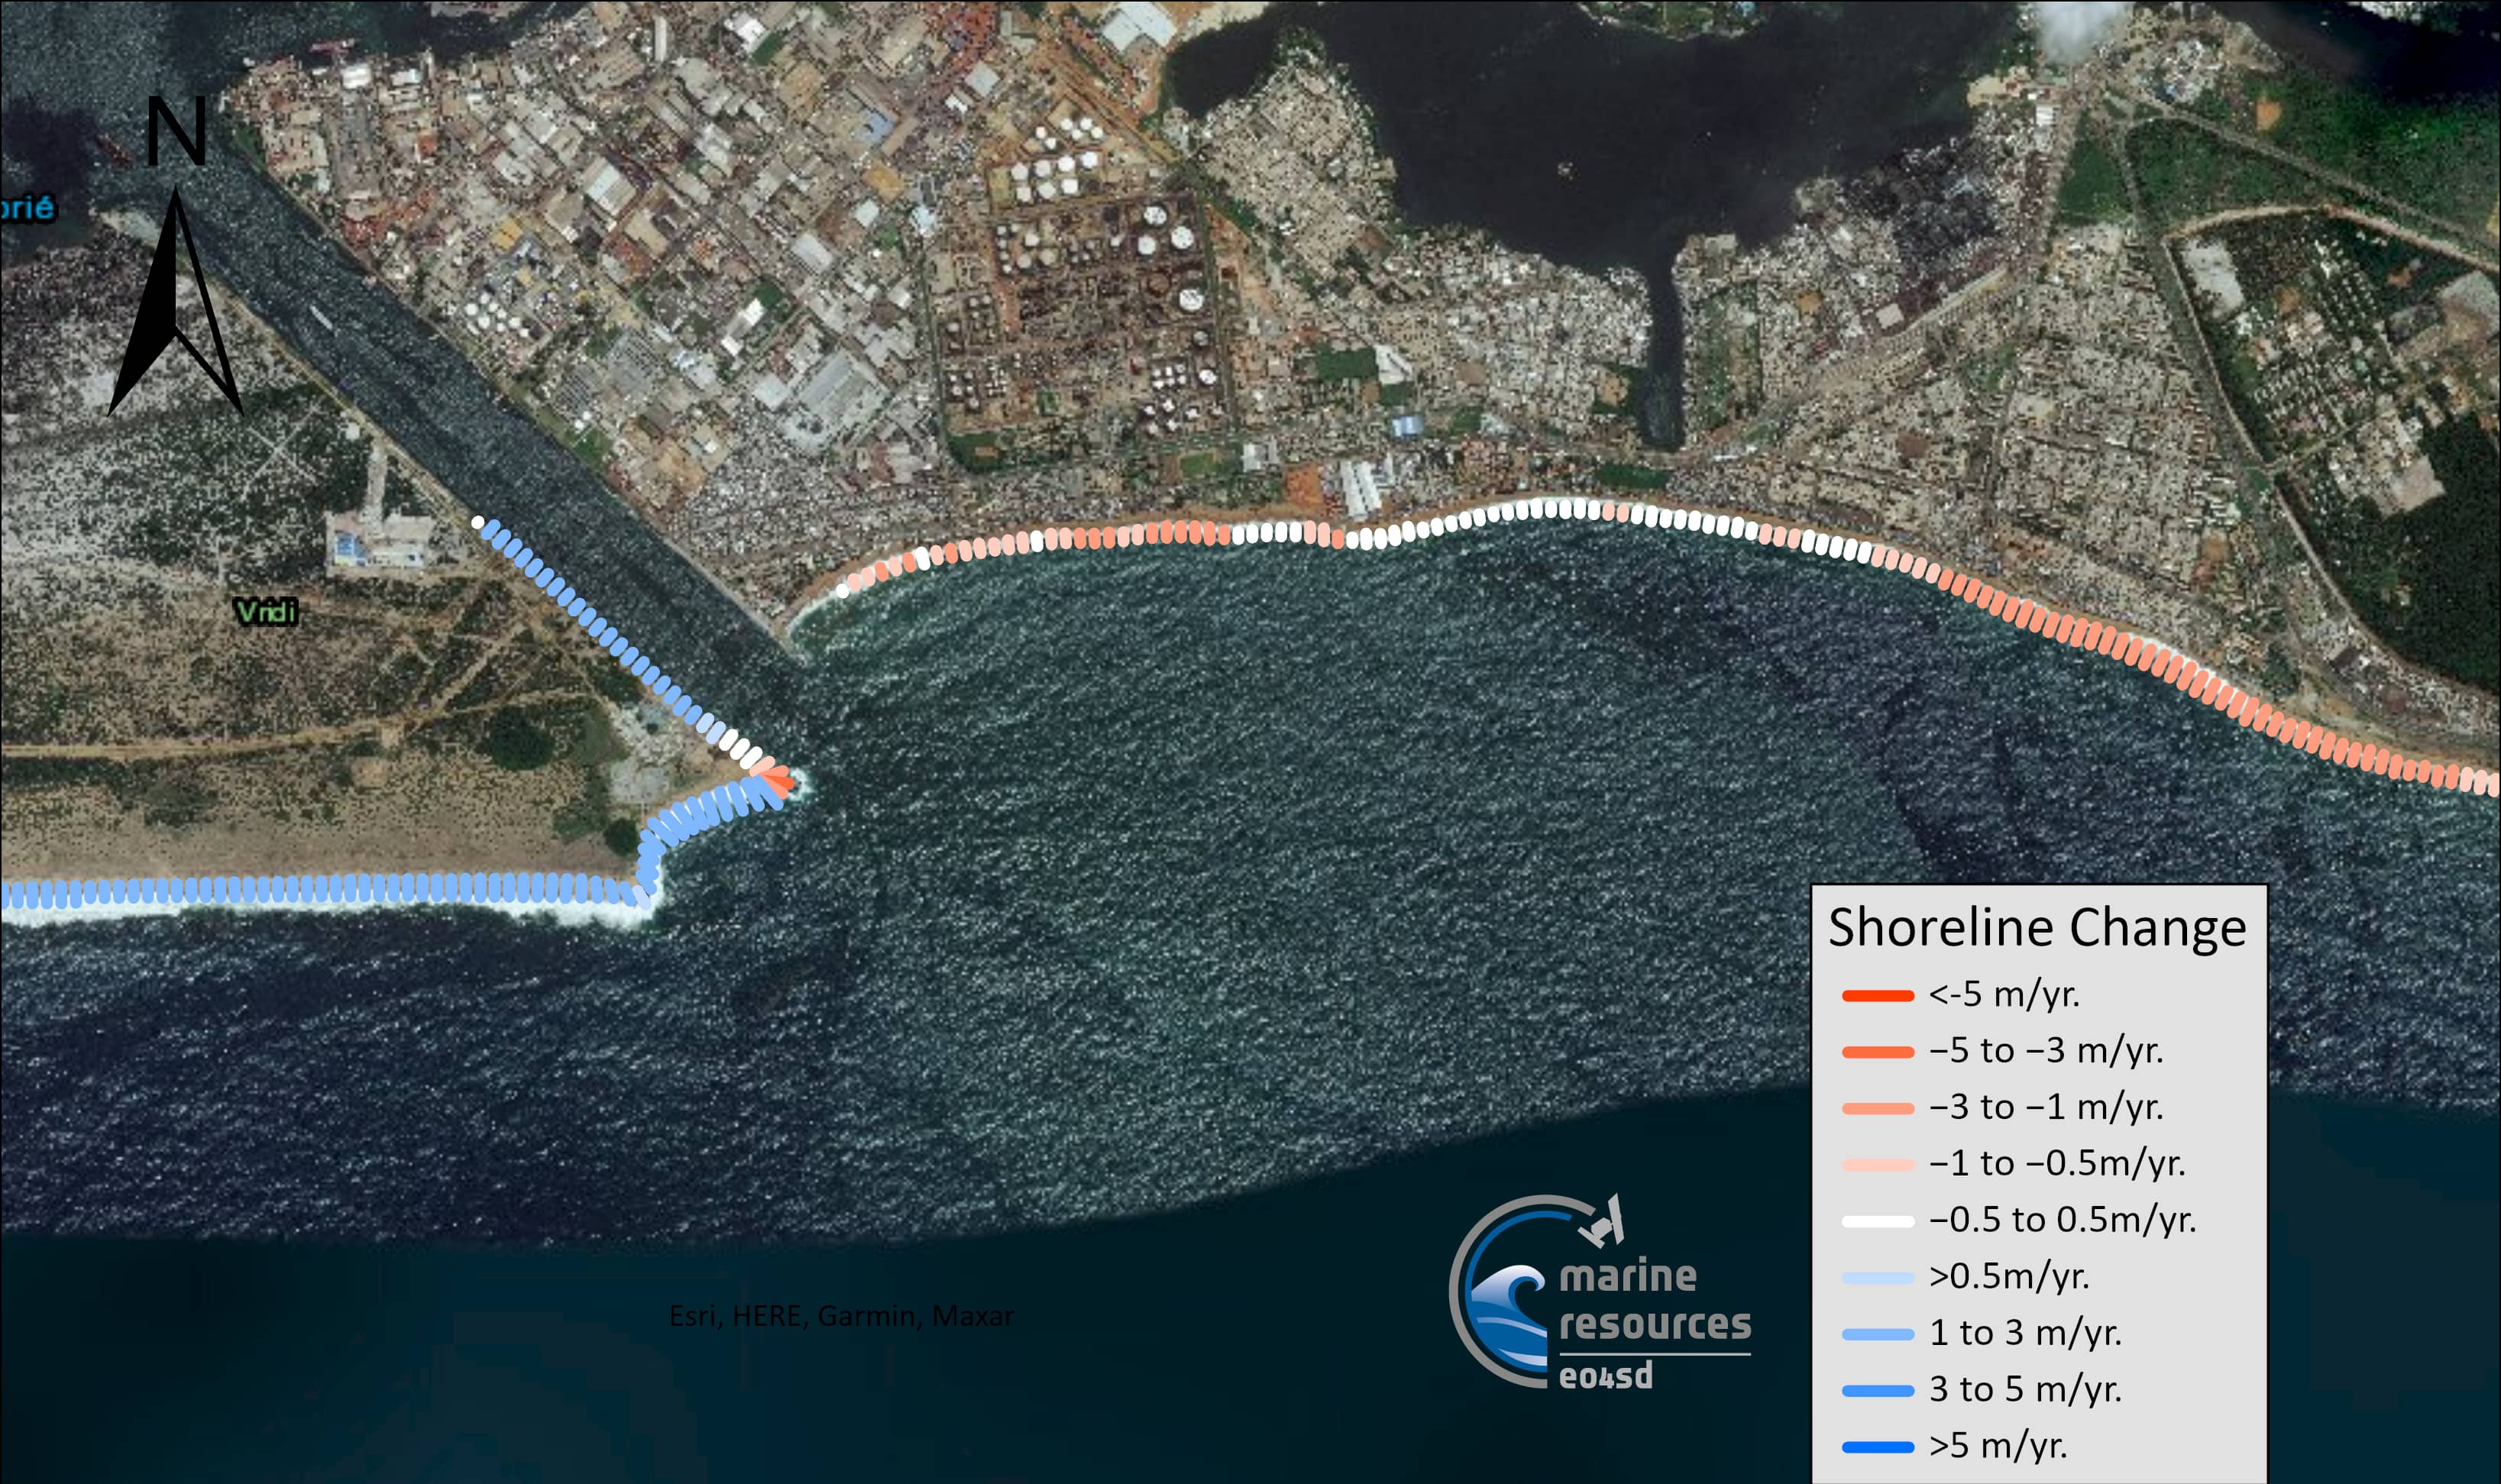 N
orié
Vridi
Shoreline Change
<-5 m/yr.
−5 to −3 m/yr.
−3 to −1 m/yr.
−1 to −0.5m/yr.
−0.5 to 0.5m/yr.
>0.5m/yr.
1 to 3 m/yr.
3 to 5 m/yr.
>5 m/yr.
marine
resources
eo4sd
Esri, HERE, Garmin, Maxar